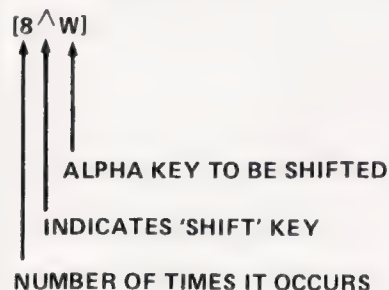 [8^W]
ALPHA KEY TO BE SHIFTED
INDICATES 'SHIFT' KEY
NUMBER OF TIMES IT OCCURS